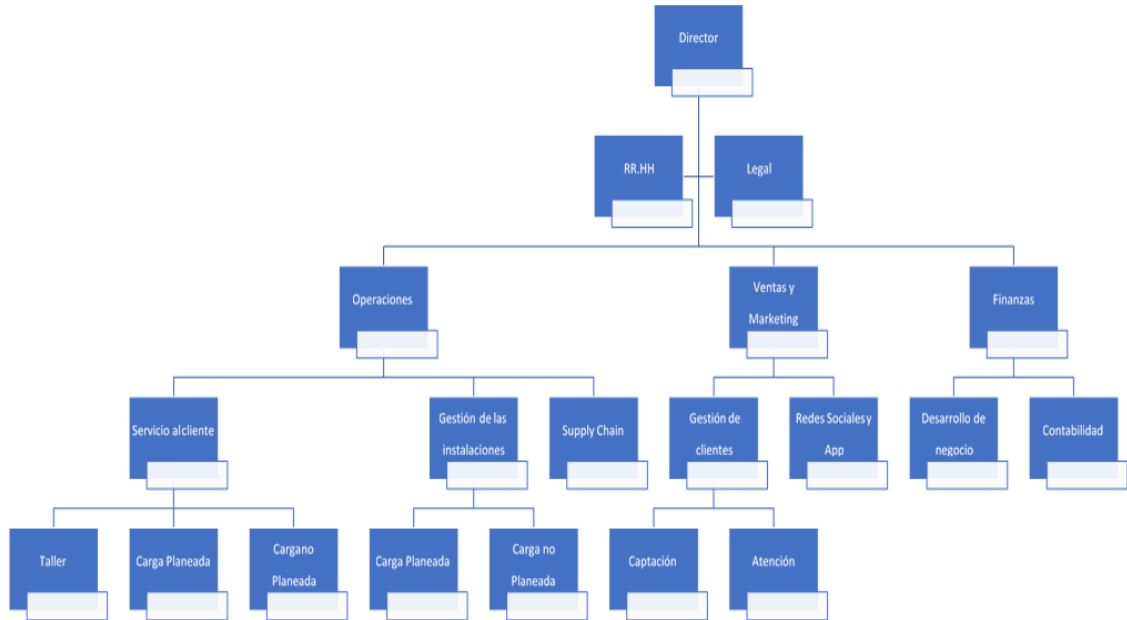 Director
RR.HH
Legal
Operaciones
Ventas y
Marketing
Finanzas
Servicio al cliente
Gestión de las
instalaciones
Supply Chain
Gestión de
clientes
Redes Sociales y
App
Desarrollo de
negocio
Contabilidad
Taller
Carga Planeada
Carga no
Planeada
Carga Planeada
Carga no
Planeada
Captación
Atención